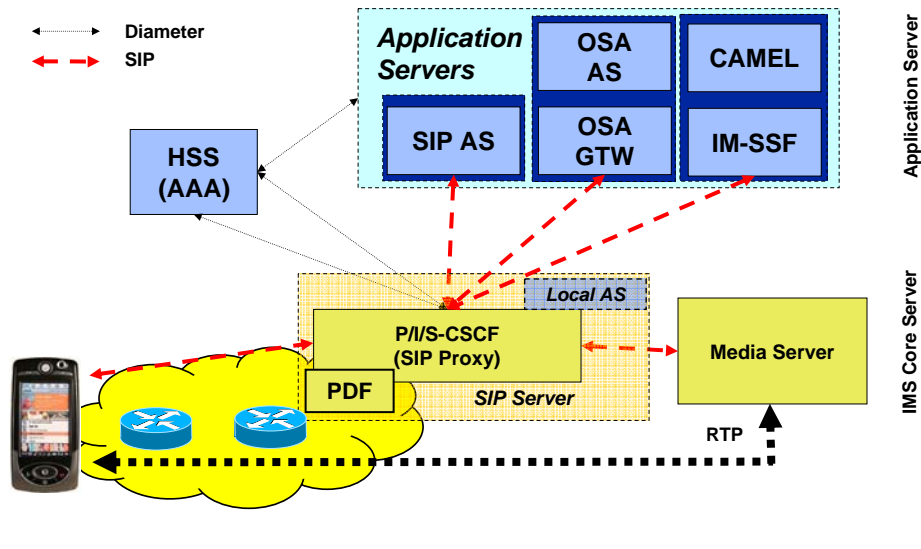 Diameter
SIP
Application
Servers
OSA
AS
CAMEL
SIP AS
OSA
GTW
IM-SSF
HSS
(AAA)
Application Server
Local AS
P/I/S-CSCF
(SIP Proxy)
PDF
SIP Server
Media Server
RTP
IMS Core Server